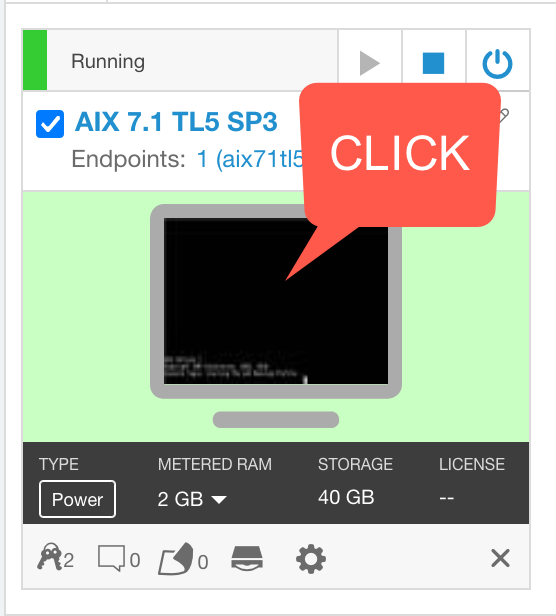 Running
AIX 7.1 TL5 SP3
Endpoints: 1 (aix71tl5
CLICK
TYPE
METERED RAM
STORAGE
LICENSE
Power
2 GB
40 GB
--
2
0
0